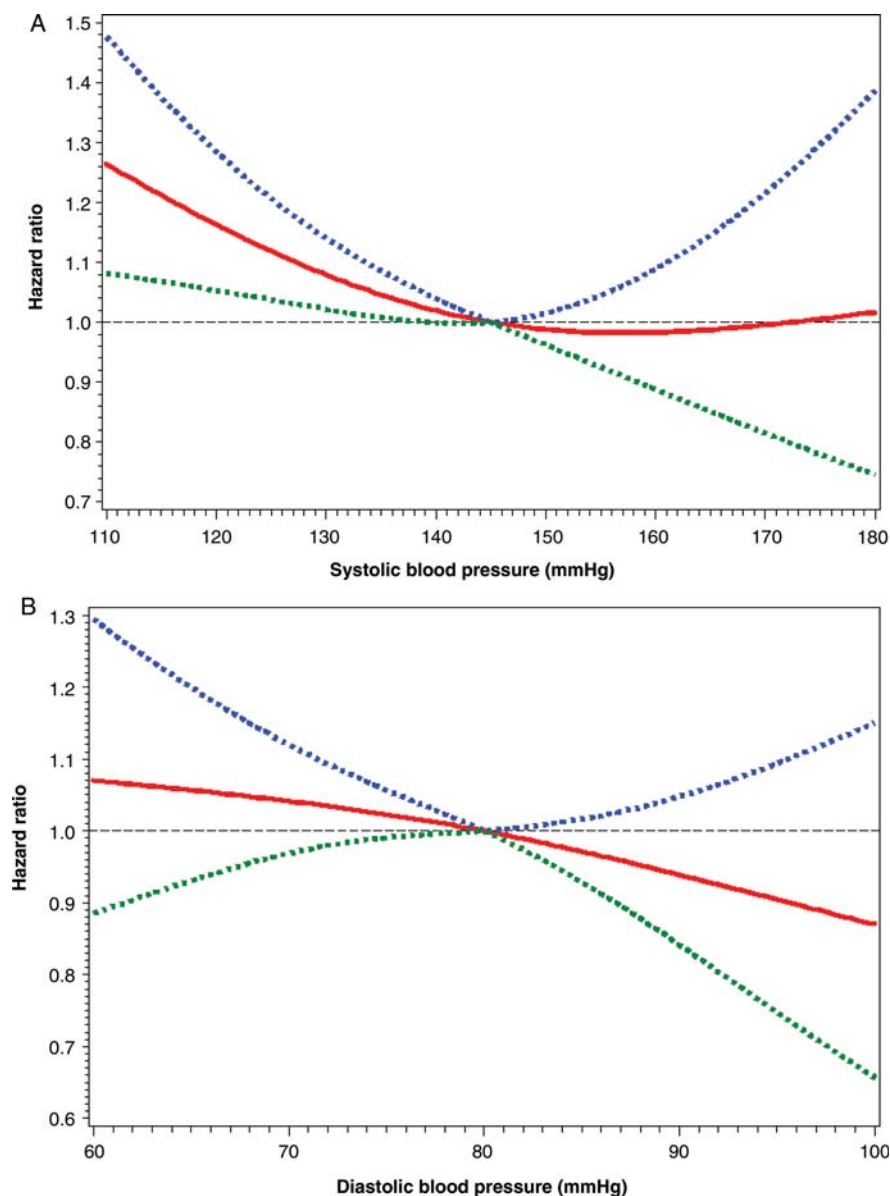 A
1.5
1.4
1.3
1.2
1.1
1.0
0.9
0.8
0.7
Hazard ratio
110 120 130 140 150 160 170 180
Systolic blood pressure (mmHg)
B
1.3
1.2
1.1
1.0
0.9
0.8
0.7
0.6
Hazard ratio
60 70 80 90 100
Diastolic blood pressure (mmHg)